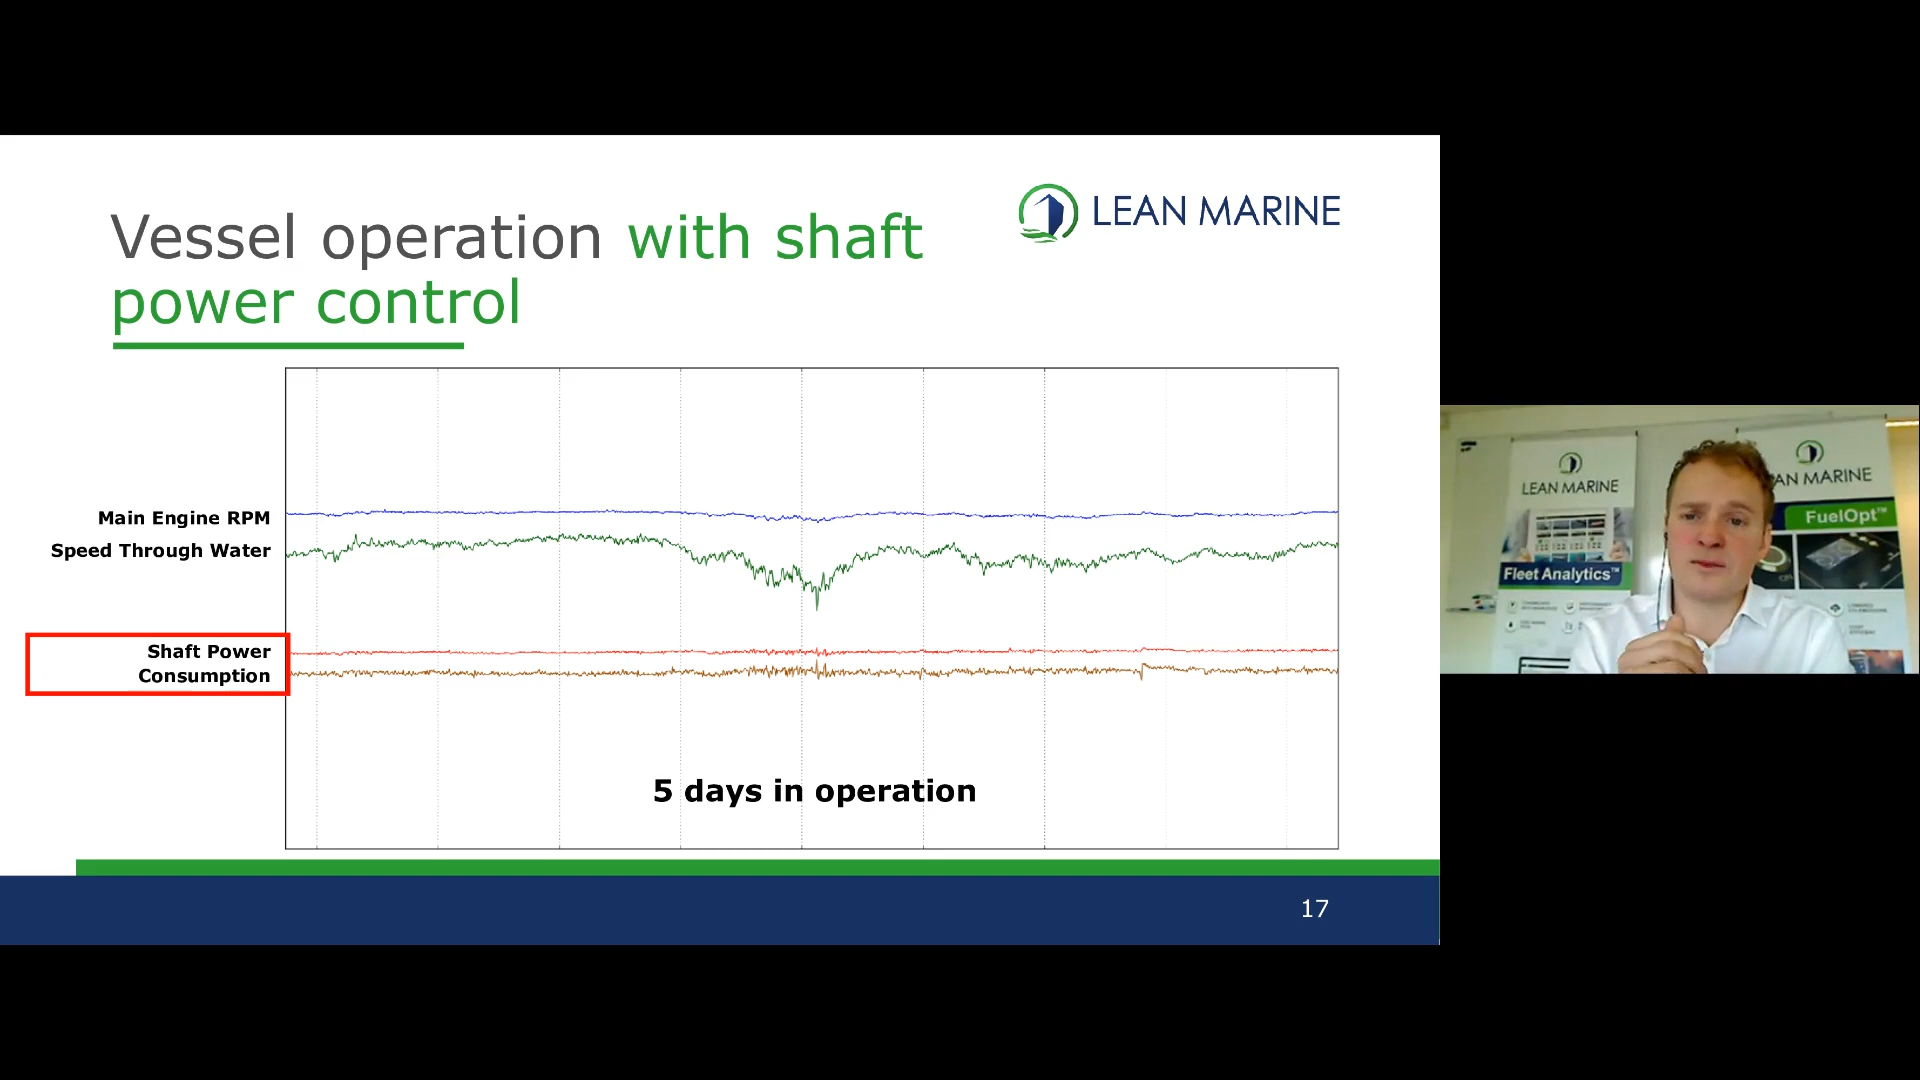 Vessel operation with shaft
power control
LEAN MARINE
Main Engine RPM
Speed Through Water
Shaft Power
Consumption
5 days in operation
17
LEAN MARINE
Fleet Analytics™
AN MARINE
FuelOpt™